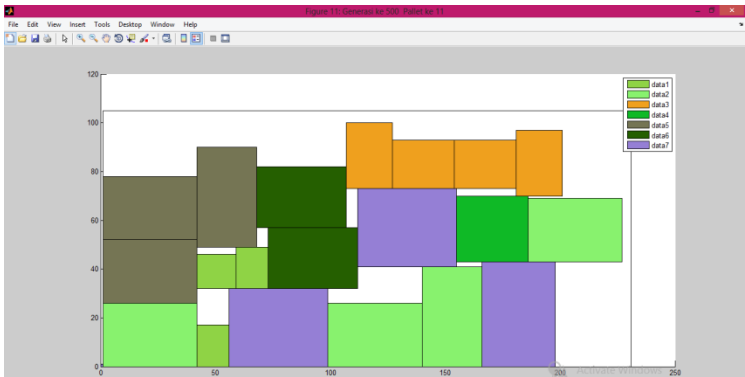 Figure 11: Generasi ke 500 Pallet ke 11
File Edit View Insert Tools Desktop Window Help
120
100
80
60
40
20
0
0 50 100 150 200 250
data1
data2
data3
data4
data5
data6
data7
Activate Windows